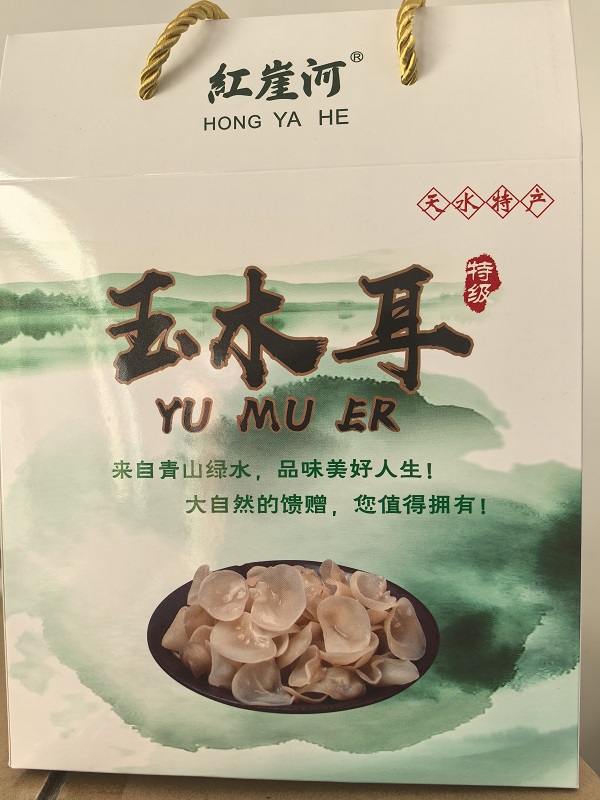 紅崖河®
HONG YA HE
天水特产
特级
玉木耳
YU MU ER
来自青山绿水，品味美好人生！
大自然的馈赠，您值得拥有！